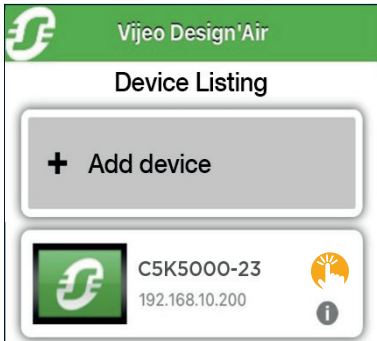 Vijeo Design'Air
Device Listing
+ Add device
C5K5000-23
192.168.10.200
i